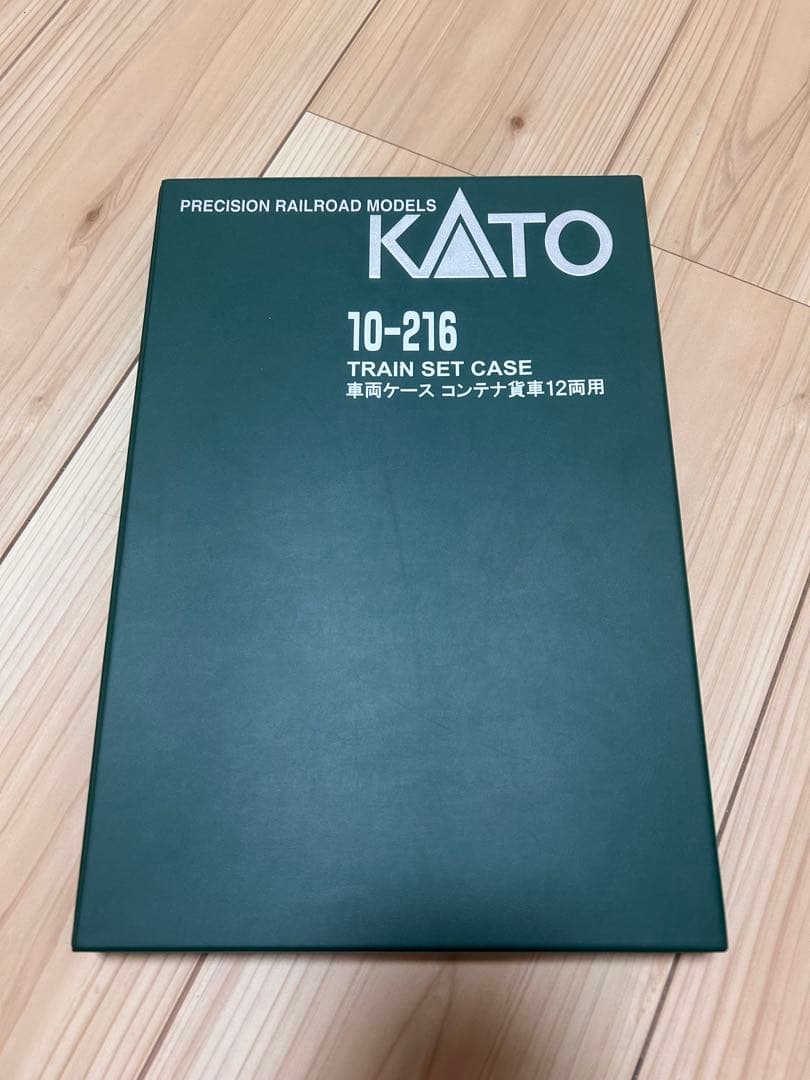 PRECISION RAILROAD MODELS
KATO
10-216
TRAIN SET CASE
車両ケース コンテナ貨車12両用